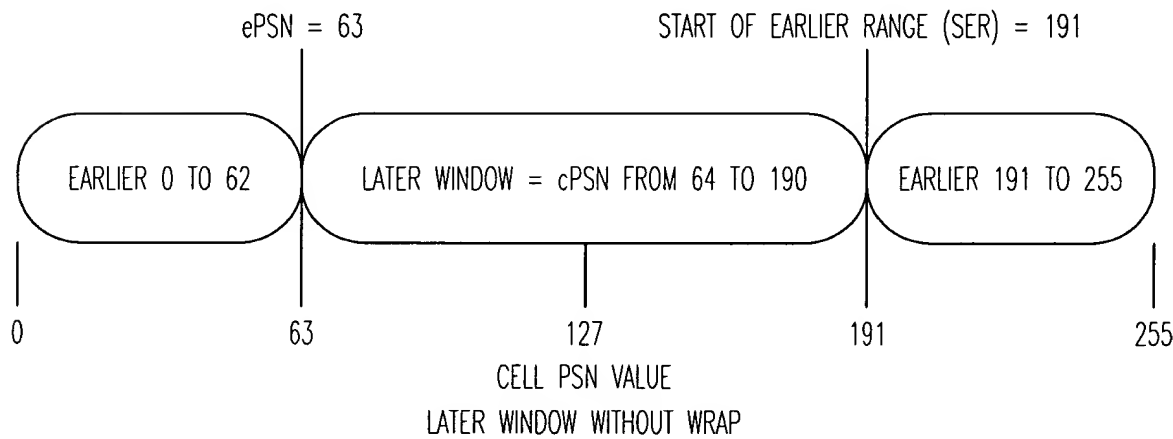 ePSN = 63
START OF EARLIER RANGE (SER) = 191
EARLIER 0 TO 62
LATER WINDOW = cPSN FROM 64 TO 190
EARLIER 191 TO 255
0
63
127
191
255
CELL PSN VALUE
LATER WINDOW WITHOUT WRAP